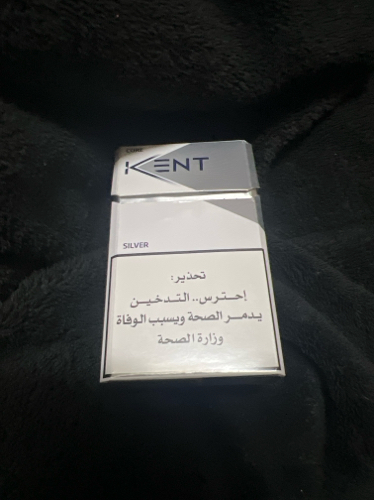 KENT
SILVER
تحذير:
إحترس.. التدخين
يدمر الصحة ويسبب الوفاة
وزارة الصحة